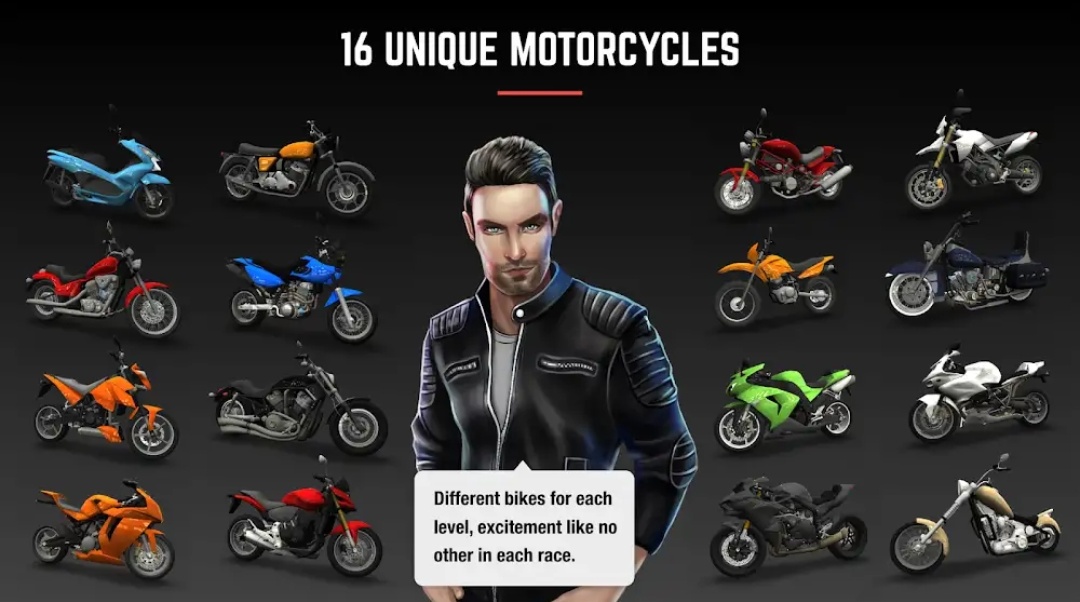 16 UNIQUE MOTORCYCLES
Different bikes for each
level, excitement like no
other in each race.